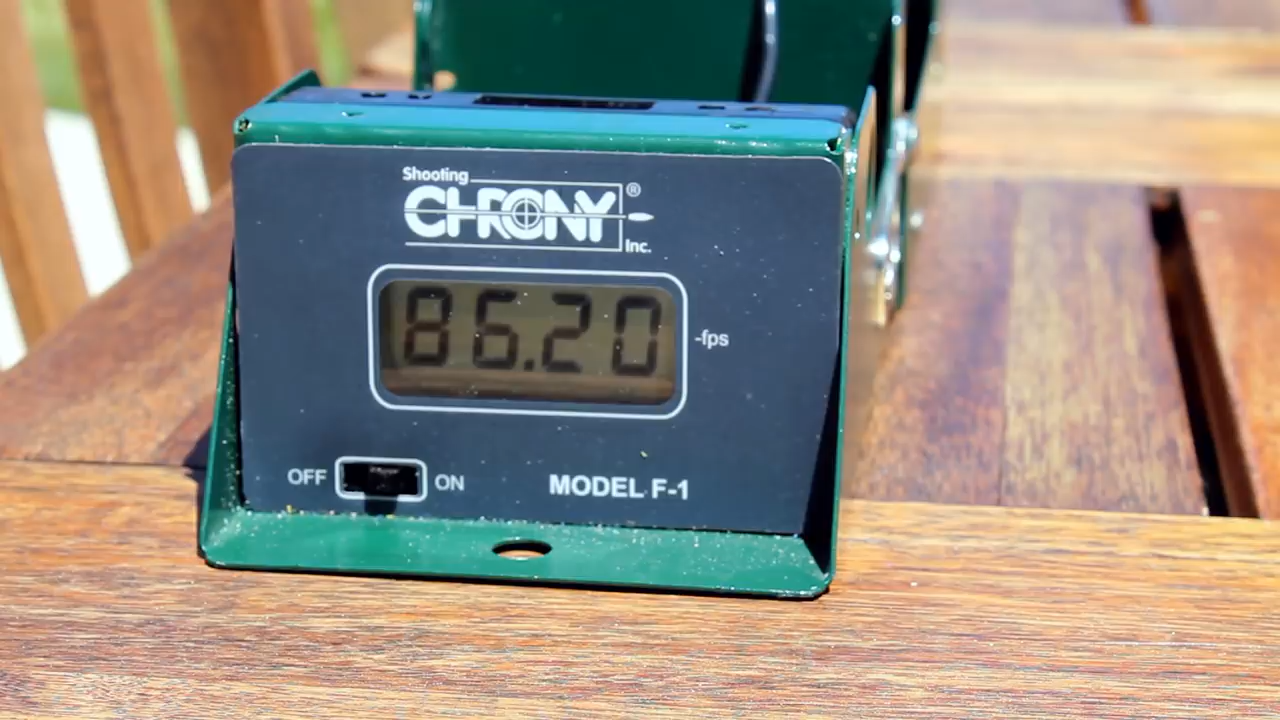 Shooting
CHRONY ®
Inc.
86.20 -fps
OFF ON MODEL F-1